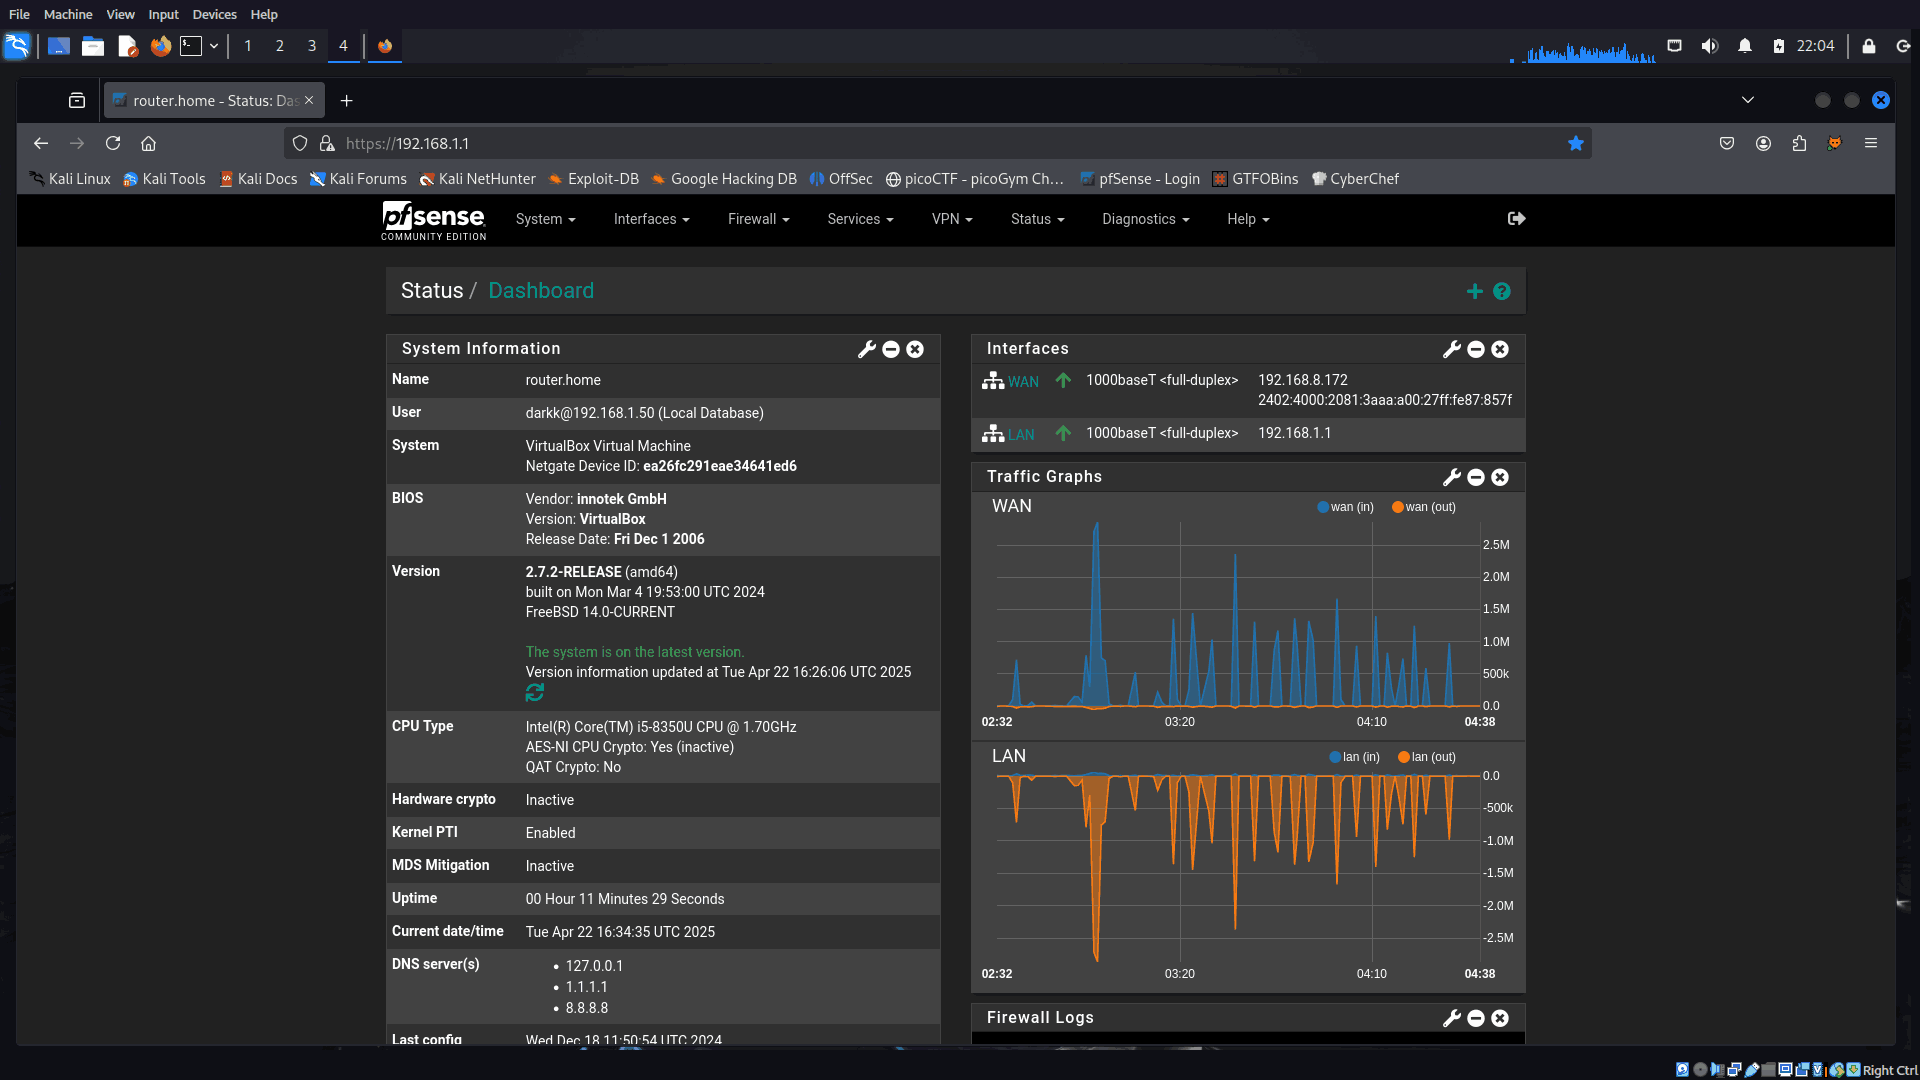 File Machine View Input Devices Help
1 2 3 4 22:04
router.home - Status: Das
https://192.168.1.1
Kali Linux Kali Tools Kali Docs Kali Forums Kali NetHunter Exploit-DB Google Hacking DB OffSec picoCTF - picoGym Ch… pfSense - Login GTFOBins CyberChef
pfsense System Interfaces Firewall Services VPN Status Diagnostics Help
COMMUNITY EDITION
Status / Dashboard
System Information
Name router.home
User darkk@192.168.1.50 (Local Database)
System VirtualBox Virtual Machine
Netgate Device ID: ea26fc291eae34641ed6
BIOS Vendor: innotek GmbH
Version: VirtualBox
Release Date: Fri Dec 1 2006
Version 2.7.2-RELEASE (amd64)
built on Mon Mar 4 19:53:00 UTC 2024
FreeBSD 14.0-CURRENT
The system is on the latest version.
Version information updated at Tue Apr 22 16:26:06 UTC 2025
CPU Type Intel(R) Core(TM) i5-8350U CPU @ 1.70GHz
AES-NI CPU Crypto: Yes (inactive)
QAT Crypto: No
Hardware crypto Inactive
Kernel PTI Enabled
MDS Mitigation Inactive
Uptime 00 Hour 11 Minutes 29 Seconds
Current date/time Tue Apr 22 16:34:35 UTC 2025
DNS server(s) • 127.0.0.1
• 1.1.1.1
• 8.8.8.8
Last config Wed Dec 18 11:50:54 UTC 2024
Interfaces
WAN 1000baseT <full-duplex> 192.168.8.172
2402:4000:2081:3aaa:a00:27ff:fe87:857f
LAN 1000baseT <full-duplex> 192.168.1.1
Traffic Graphs
WAN wan (in) wan (out)
2.5M
2.0M
1.5M
1.0M
500k
0.0
02:32 03:20 04:10 04:38
LAN lan (in) lan (out)
0.0
-500k
-1.0M
-1.5M
-2.0M
-2.5M
02:32 03:20 04:10 04:38
Firewall Logs
Right Ctrl